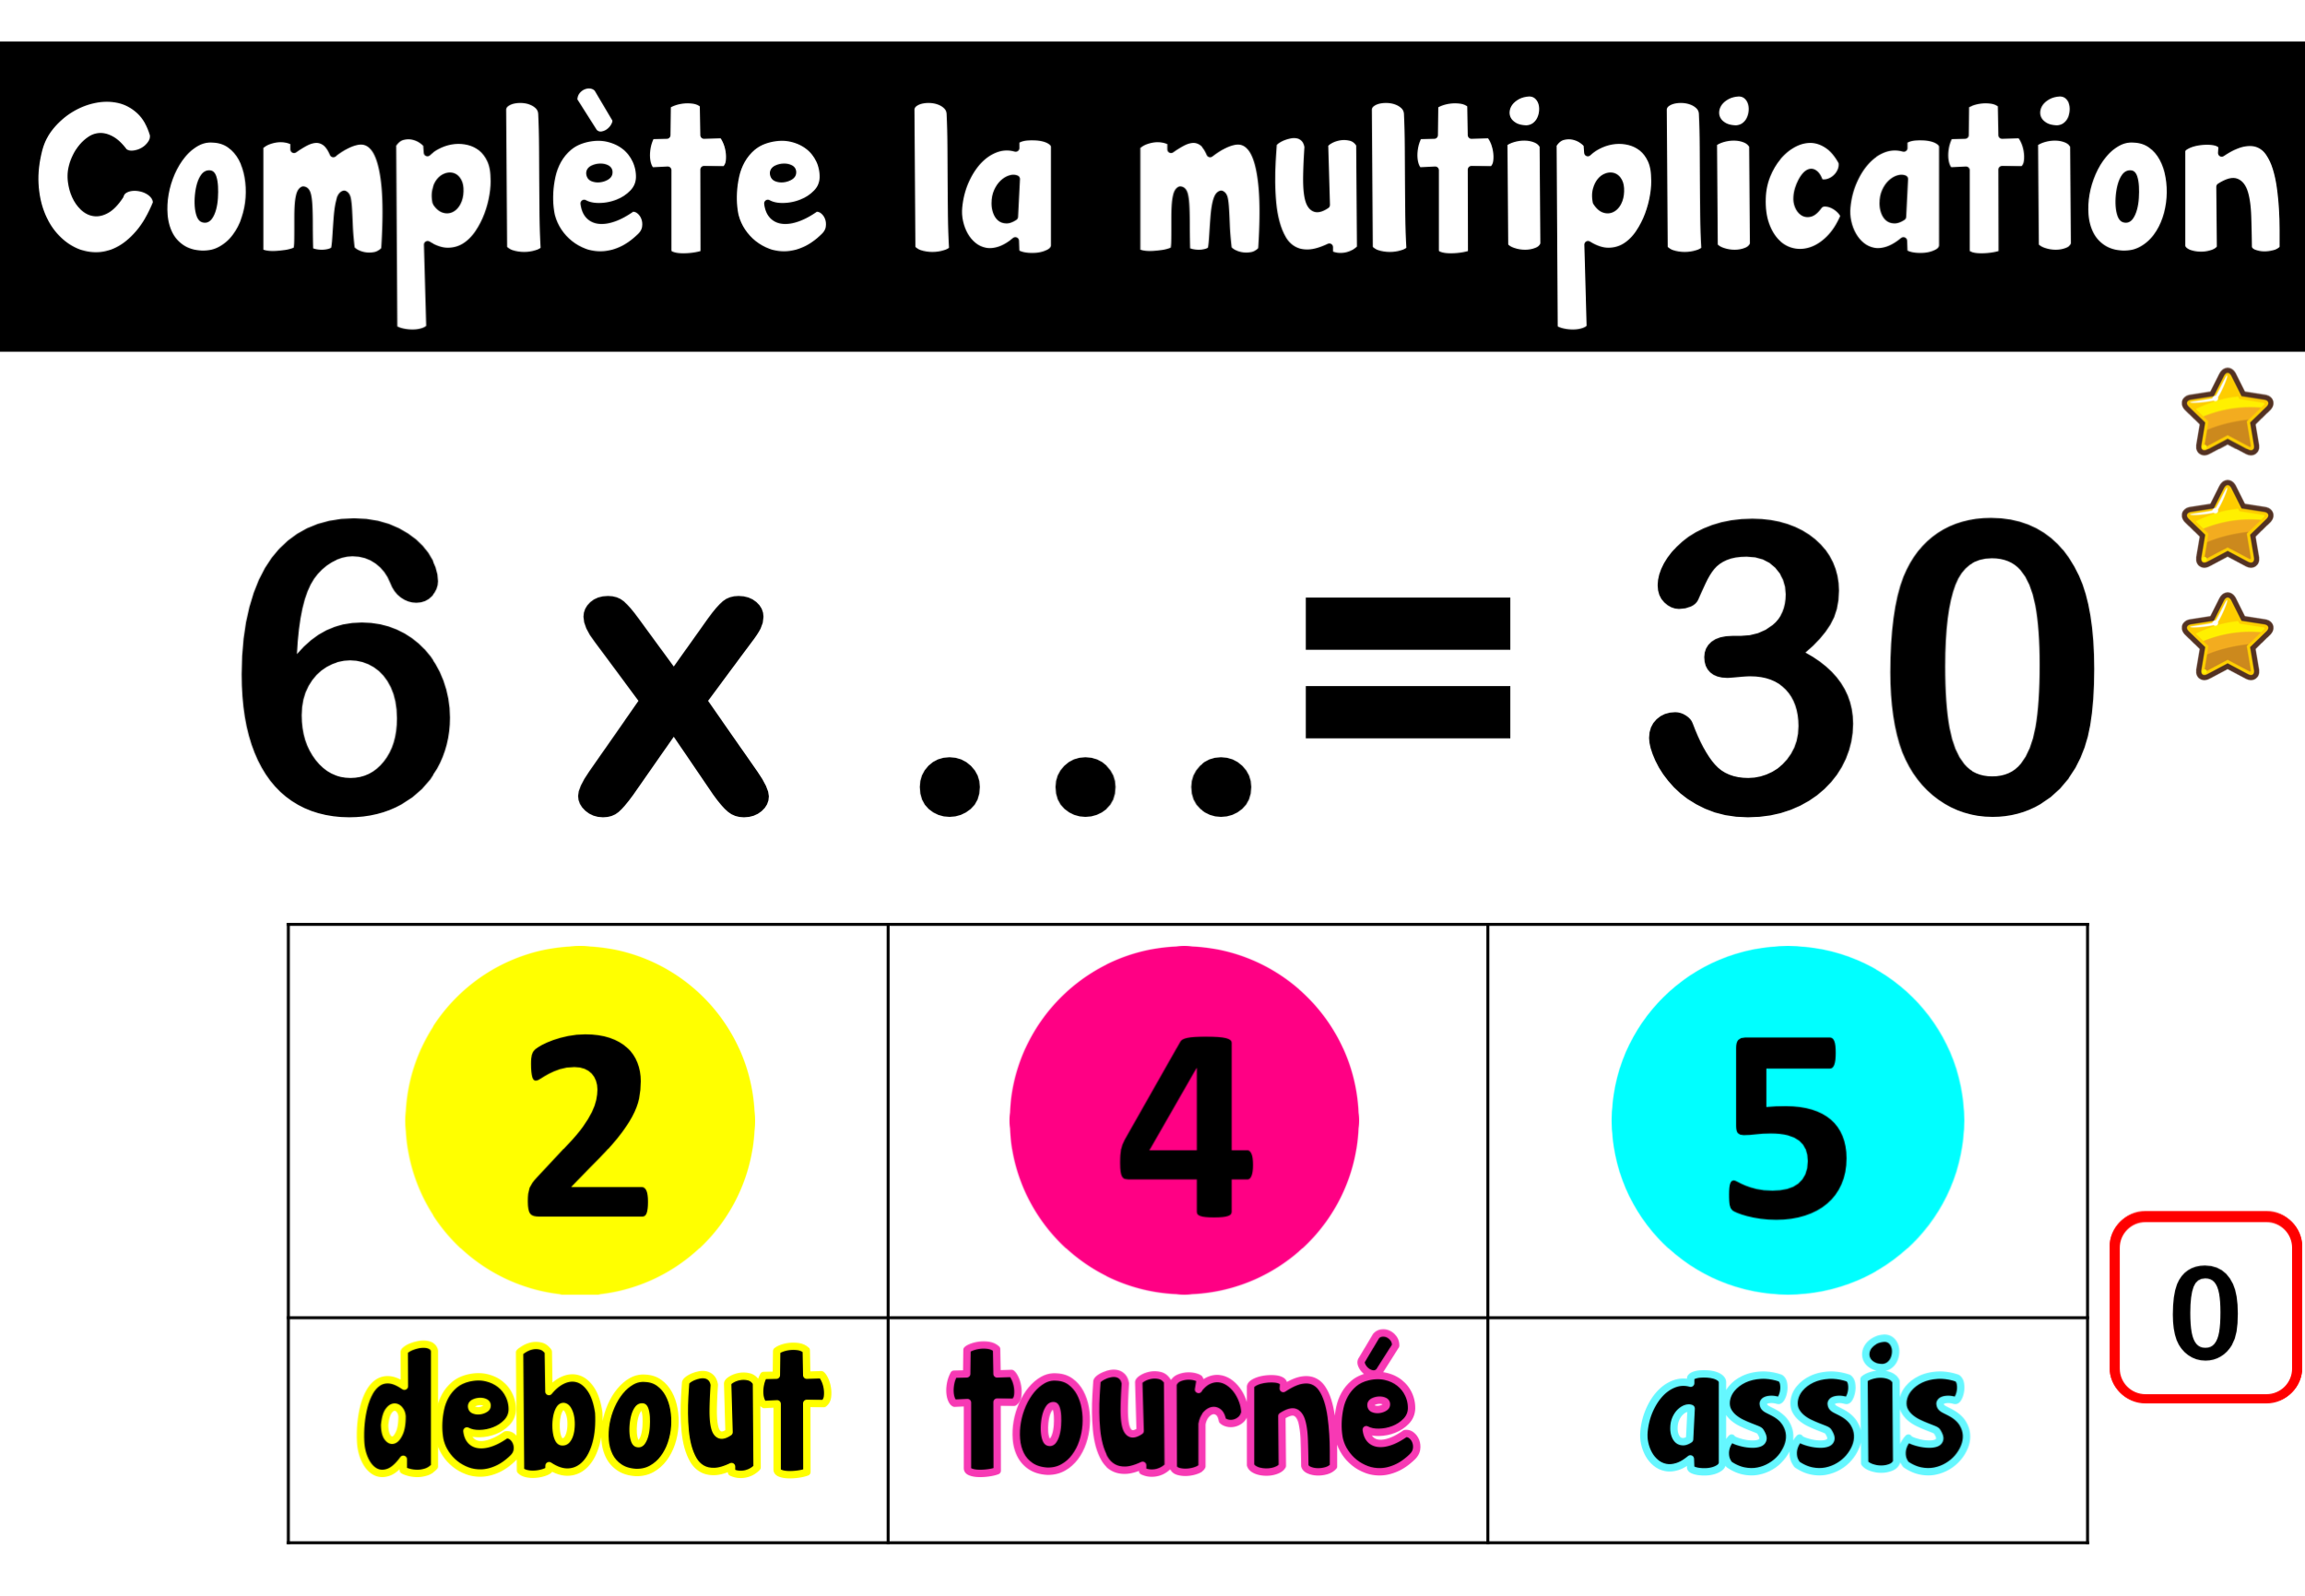 Complète la multiplication
6 x ... = 30
2 4 5
0
debout tourné assis